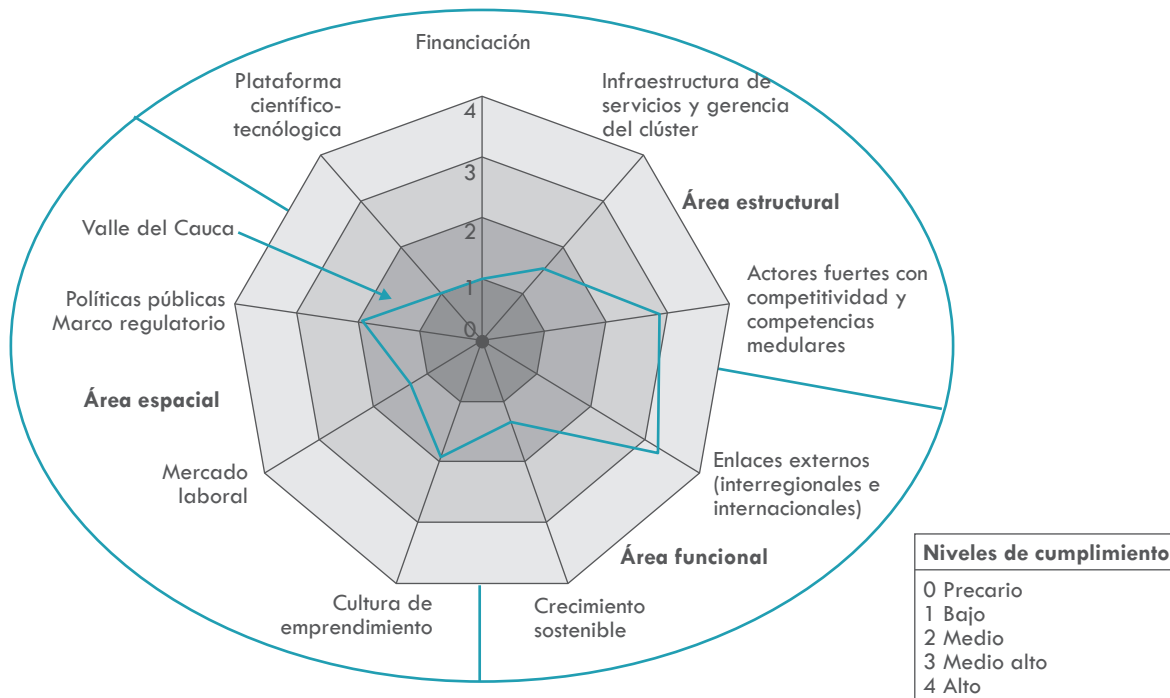 Financiación
Plataforma
científico-
tecnólogica
Infraestructura de
servicios y gerencia
del clúster
4
3
2
1
0
Área estructural
Valle del Cauca
Políticas públicas
Marco regulatorio
Actores fuertes con
competitividad y
competencias
medulares
Área espacial
Mercado
laboral
Enlaces externos
(interregionales e
internacionales)
Área funcional
Cultura de
emprendimiento
Crecimiento
sostenible
Niveles de cumplimiento
0 Precario
1 Bajo
2 Medio
3 Medio alto
4 Alto